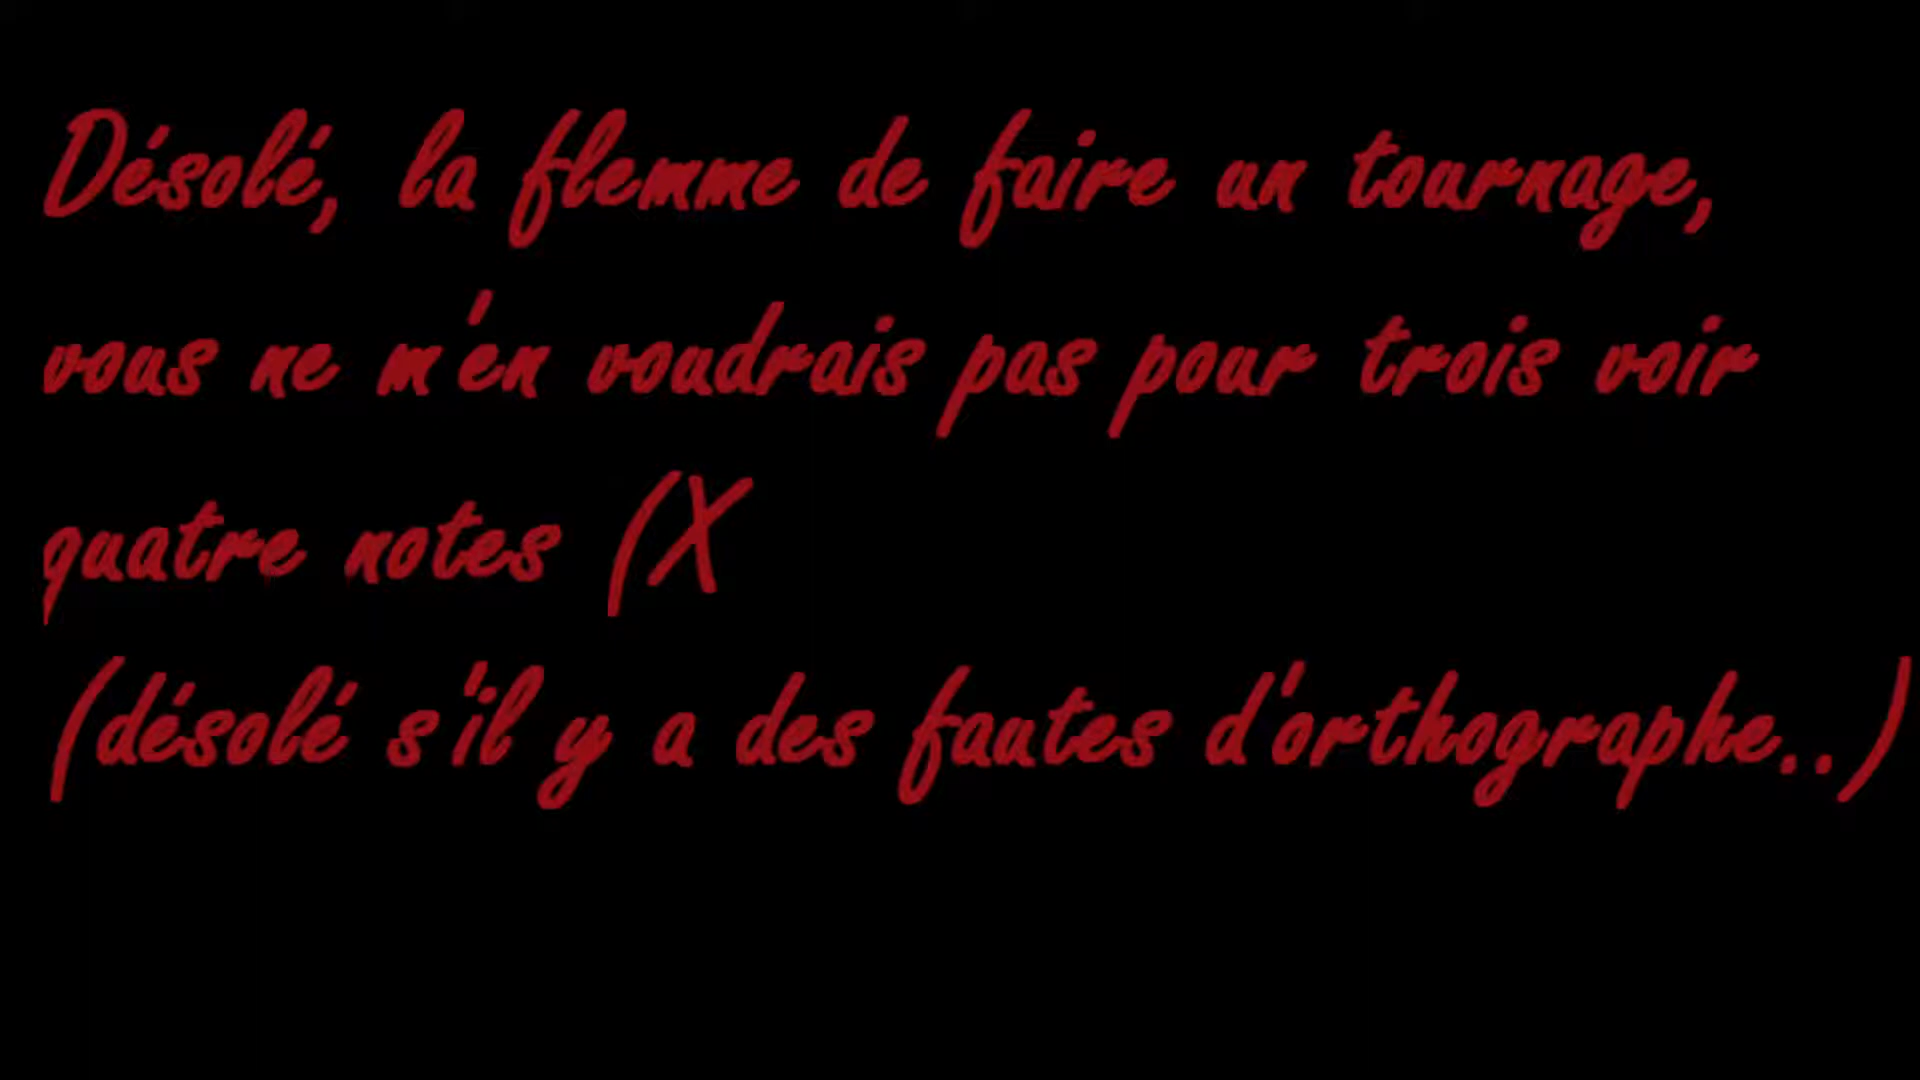 Désolé, la flemme de faire un tournage,
vous ne m'en voudrais pas pour trois voir
quatre notes (X
(désolé s'il y a des fautes d'orthographe..)